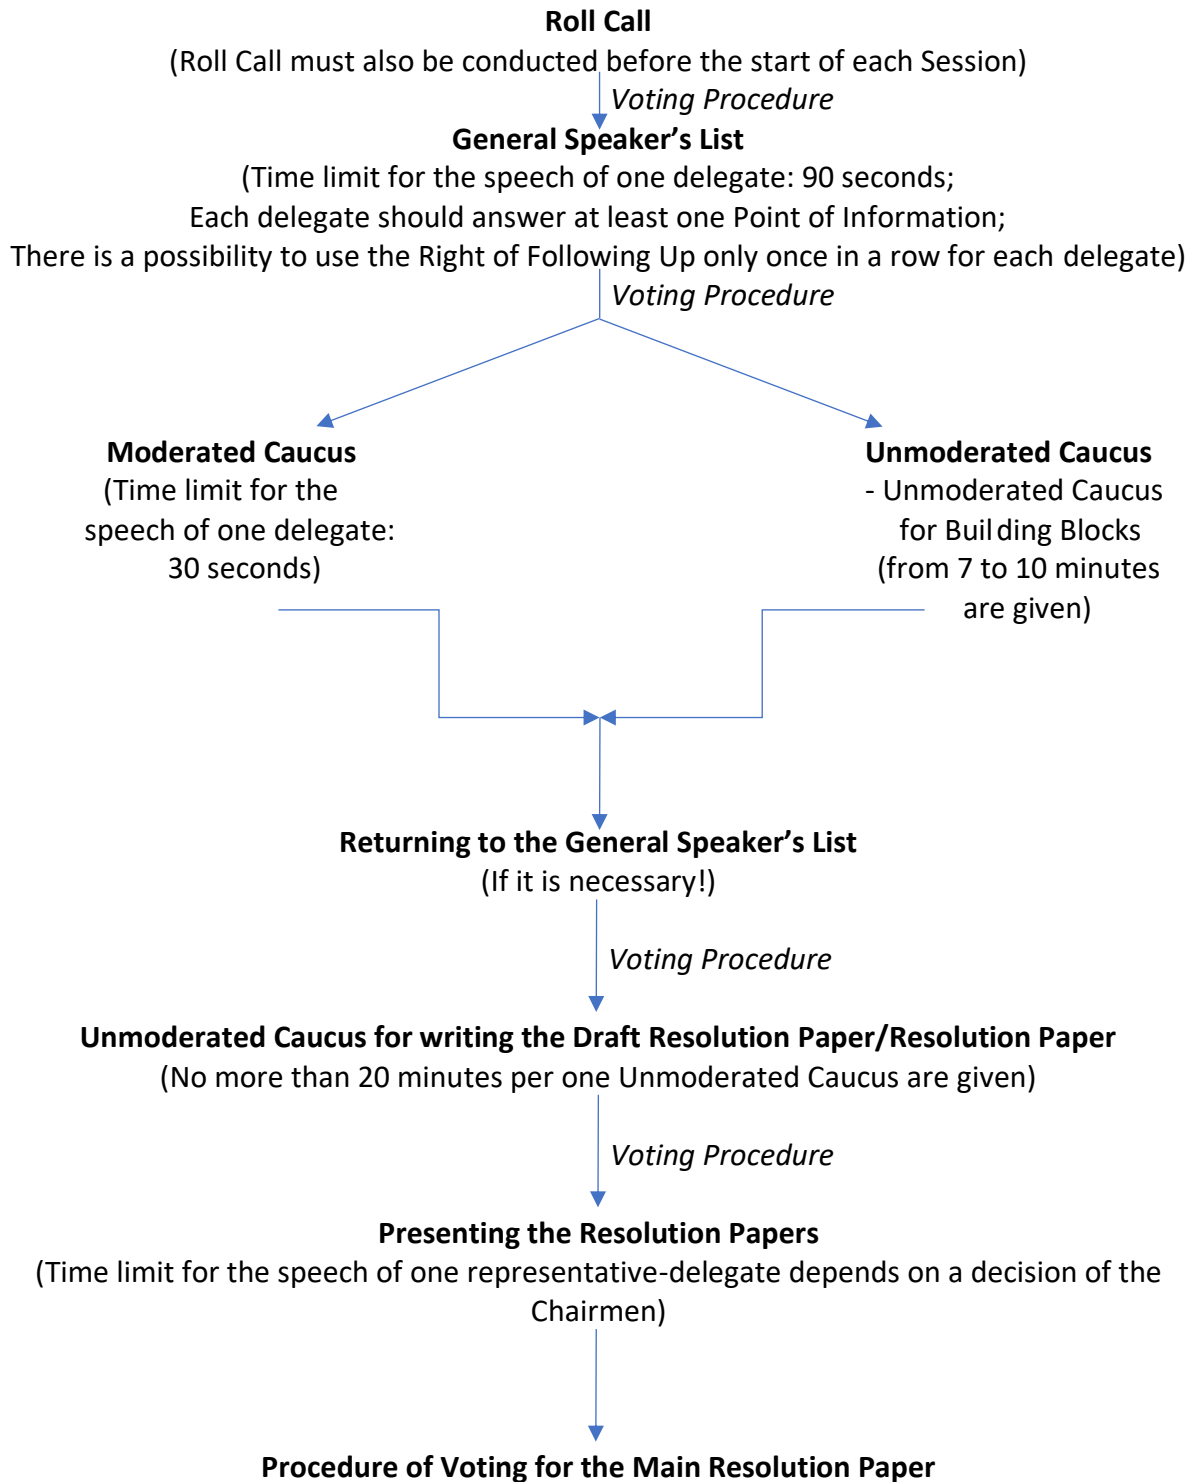 Roll Call
(Roll Call must also be conducted before the start of each Session)
Voting Procedure
General Speaker’s List
(Time limit for the speech of one delegate: 90 seconds;
Each delegate should answer at least one Point of Information;
There is a possibility to use the Right of Following Up only once in a row for each delegate)
Voting Procedure
Moderated Caucus
(Time limit for the
speech of one delegate:
30 seconds)
Unmoderated Caucus
- Unmoderated Caucus
for Building Blocks
(from 7 to 10 minutes
are given)
Returning to the General Speaker’s List
(If it is necessary!)
Voting Procedure
Unmoderated Caucus for writing the Draft Resolution Paper/Resolution Paper
(No more than 20 minutes per one Unmoderated Caucus are given)
Voting Procedure
Presenting the Resolution Papers
(Time limit for the speech of one representative-delegate depends on a decision of the
Chairmen)
Procedure of Voting for the Main Resolution Paper